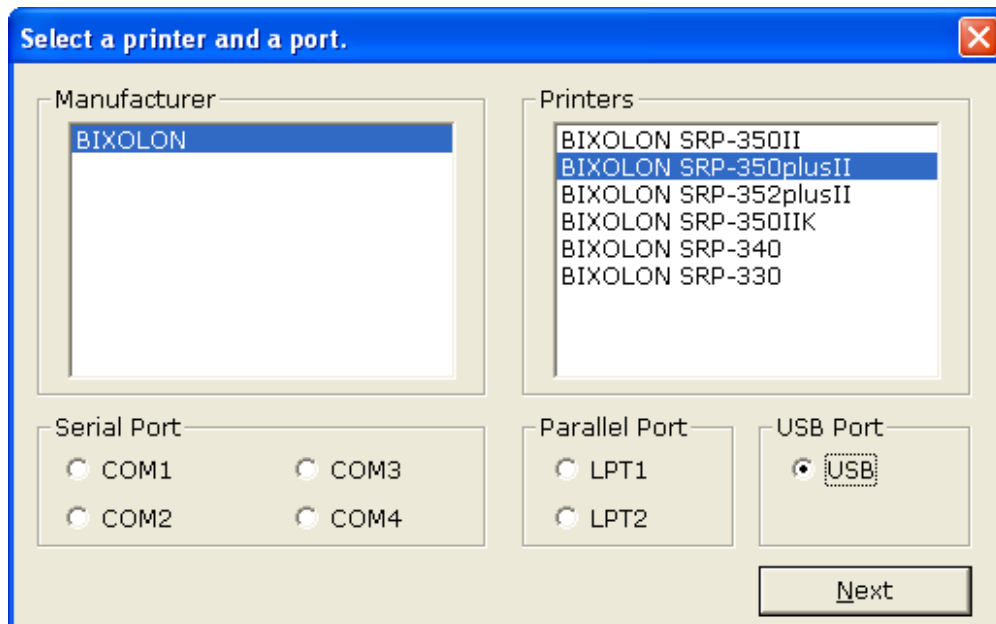 Select a printer and a port.
Manufacturer
BIXOLON
Printers
BIXOLON SRP-350II
BIXOLON SRP-350plusII
BIXOLON SRP-352plusII
BIXOLON SRP-350IIK
BIXOLON SRP-340
BIXOLON SRP-330
Serial Port
COM1 COM3
COM2 COM4
Parallel Port
LPT1
LPT2
USB Port
USB
Next